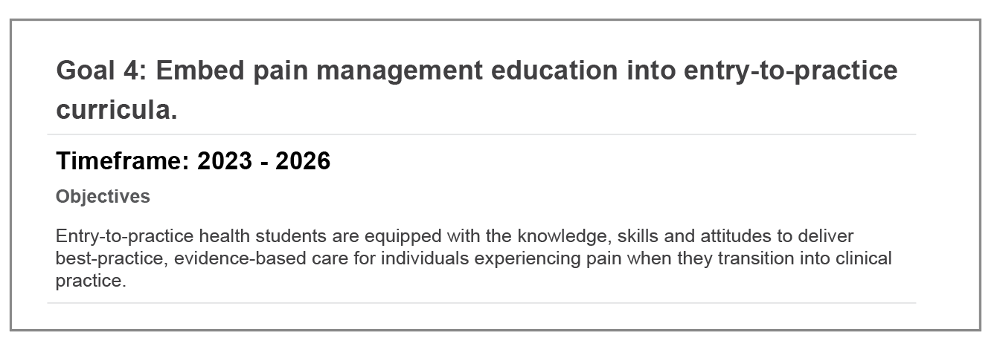 Goal 4: Embed pain management education into entry-to-practice
curricula.
Timeframe: 2023 - 2026
Objectives
Entry-to-practice health students are equipped with the knowledge, skills and attitudes to deliver
best-practice, evidence-based care for individuals experiencing pain when they transition into clinical
practice.